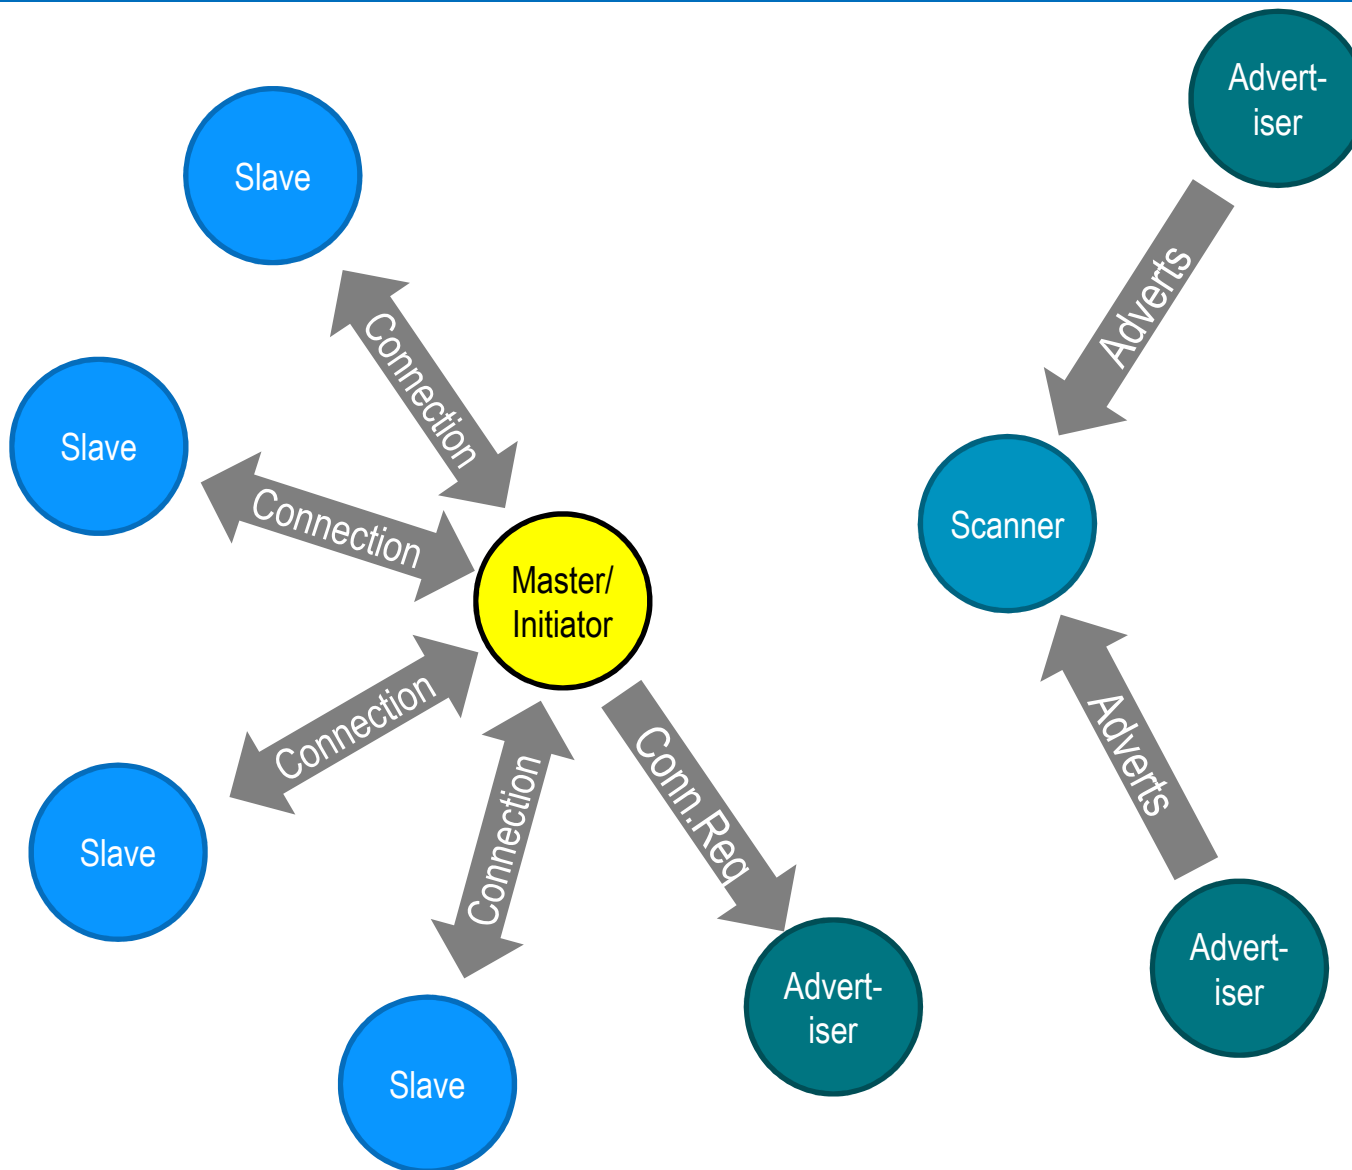 Advert-
iser
Slave
Adverts
Connection
Slave
Connection
Scanner
Master/
Initiator
Connection
Conn.Req
Adverts
Connection
Slave
Advert-
iser
Advert-
iser
Slave